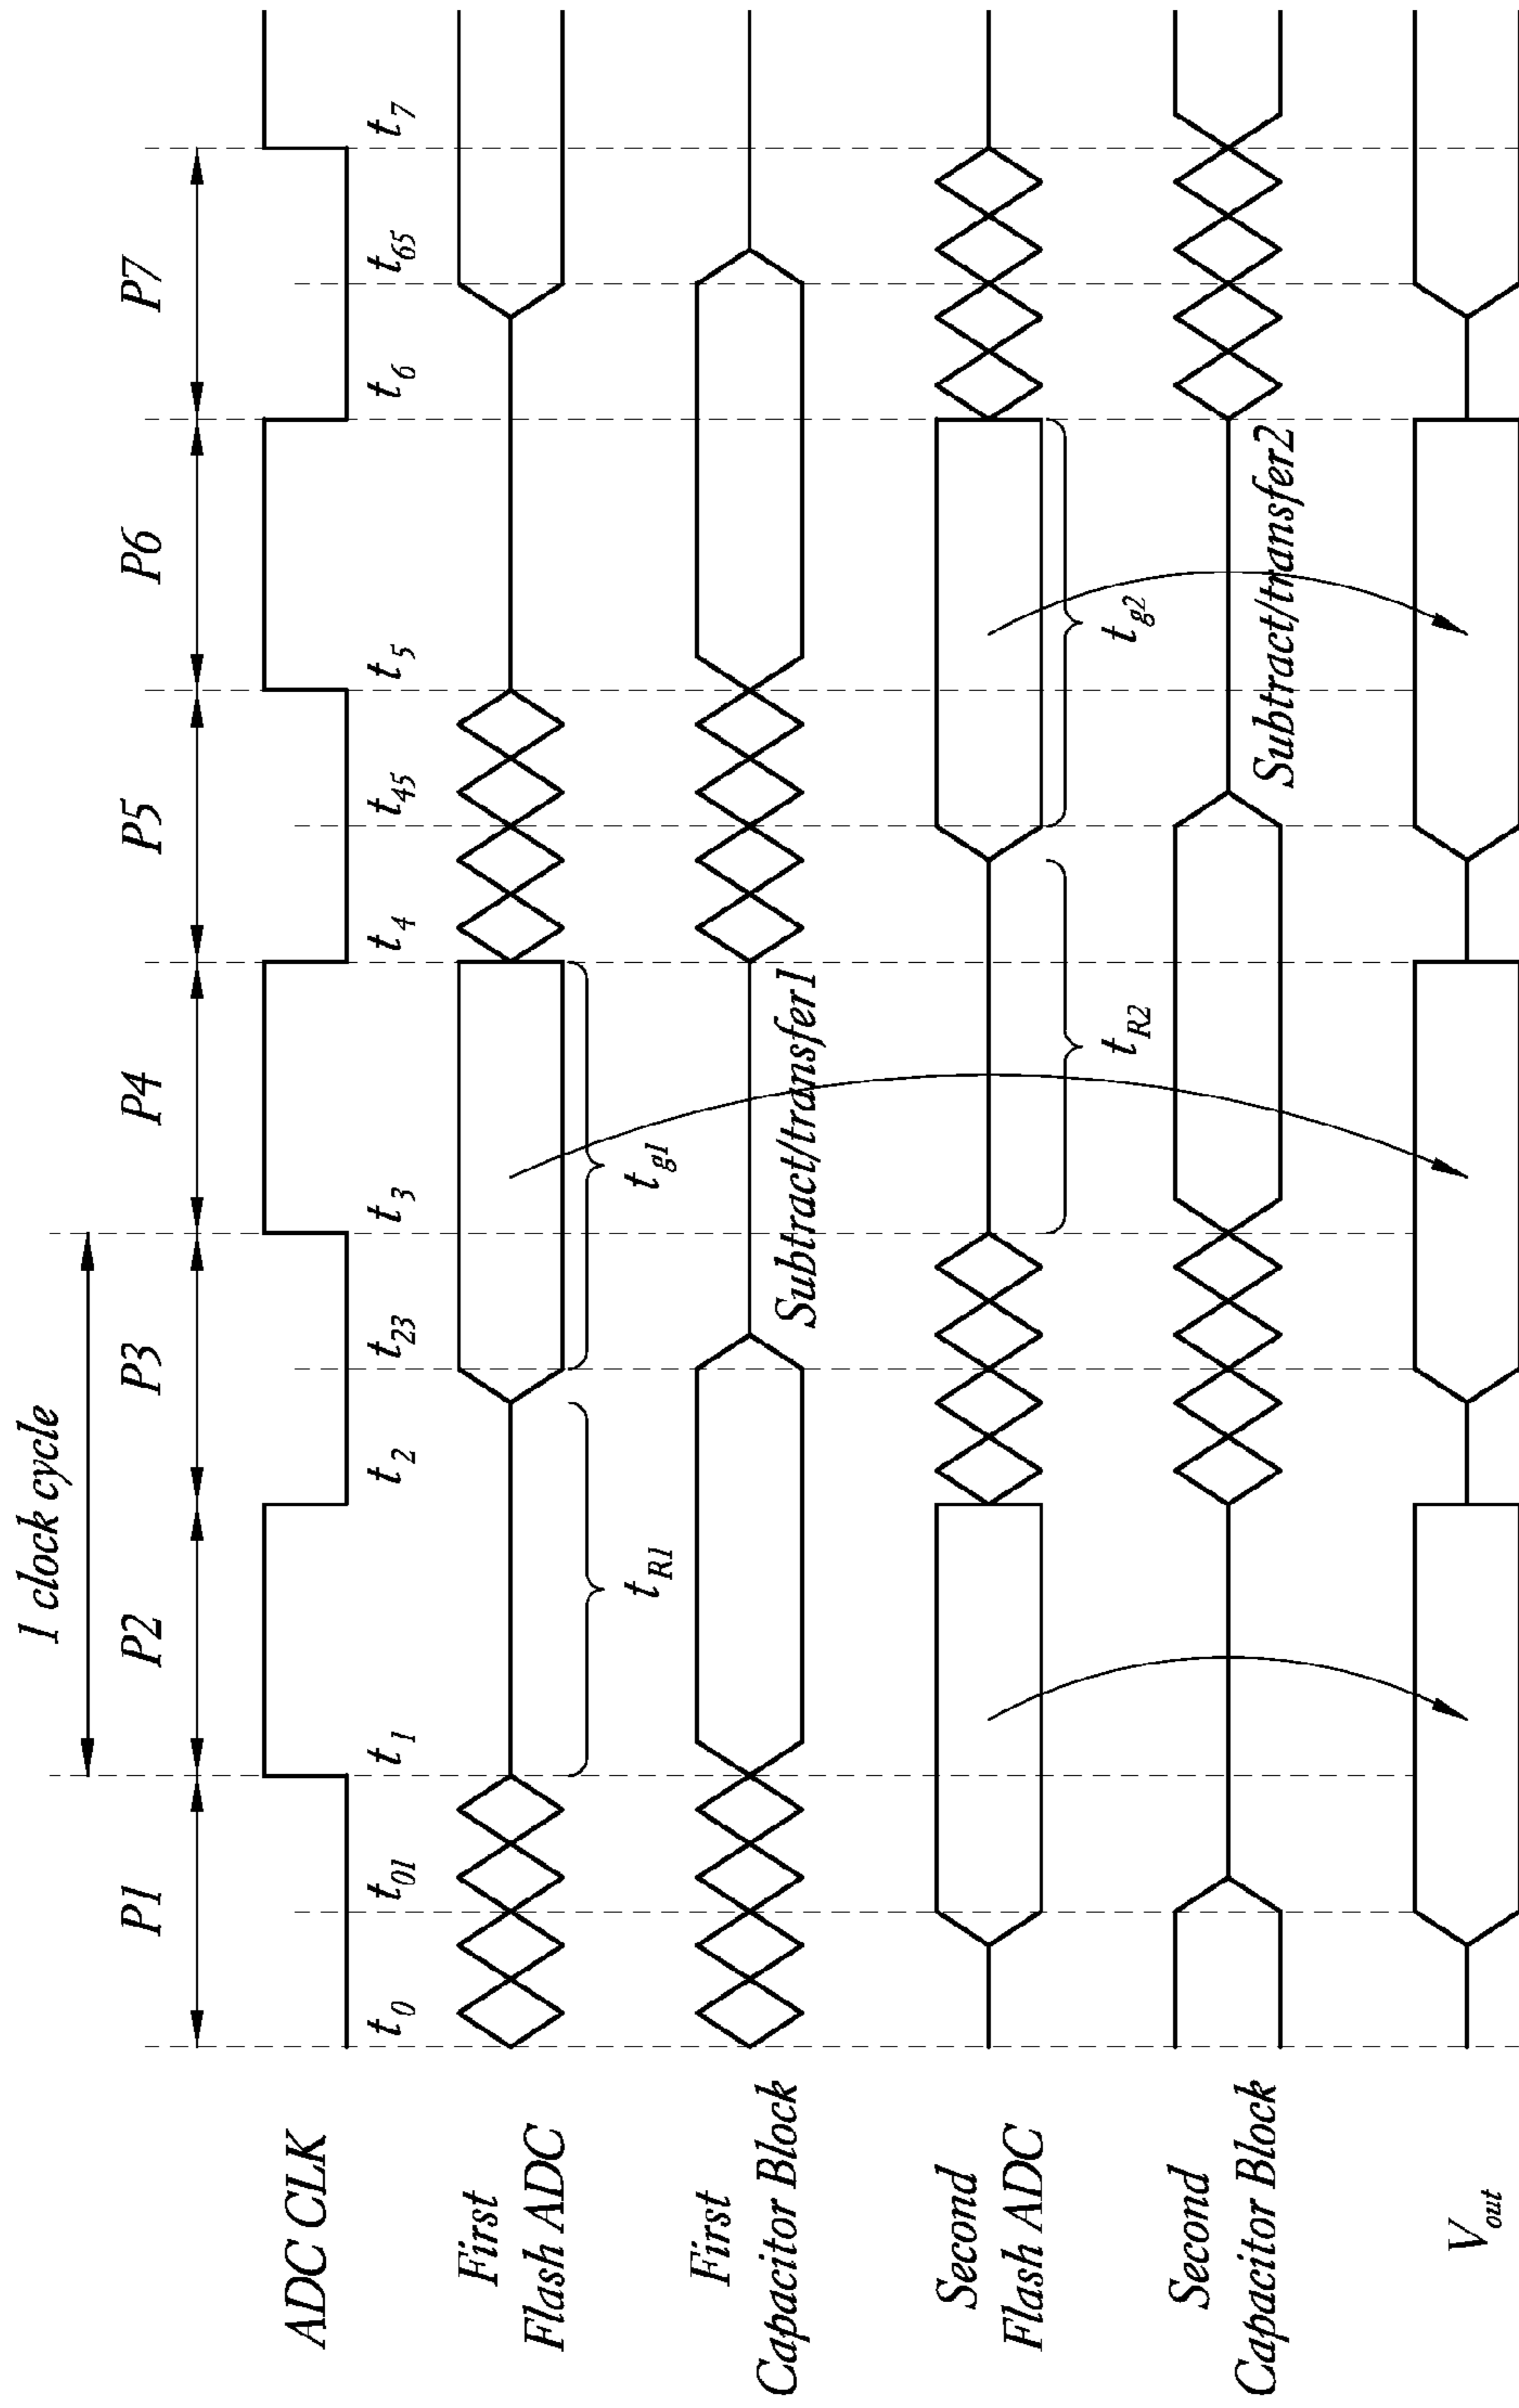 1 clock cycle
P1 P2 P3 P4 P5 P6 P7
ADC CLK
t0 t01 t1 t2 t23 t3 t4 t45 t5 t6 t65 t7
First
Flash ADC
tR1 tg1
First
Capacitor Block
Subtract/transfer1
Second
Flash ADC
tR2 tg2
Second
Capacitor Block
Subtract/transfer2
Vout